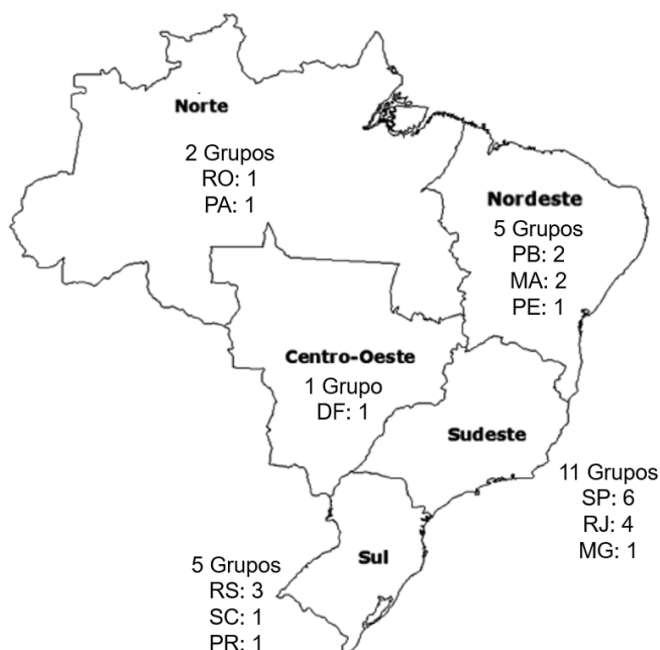 Norte
2 Grupos
RO: 1
PA: 1
Nordeste
5 Grupos
PB: 2
MA: 2
PE: 1
Centro-Oeste
1 Grupo
DF: 1
Sudeste
11 Grupos
SP: 6
RJ: 4
MG: 1
Sul
5 Grupos
RS: 3
SC: 1
PR: 1